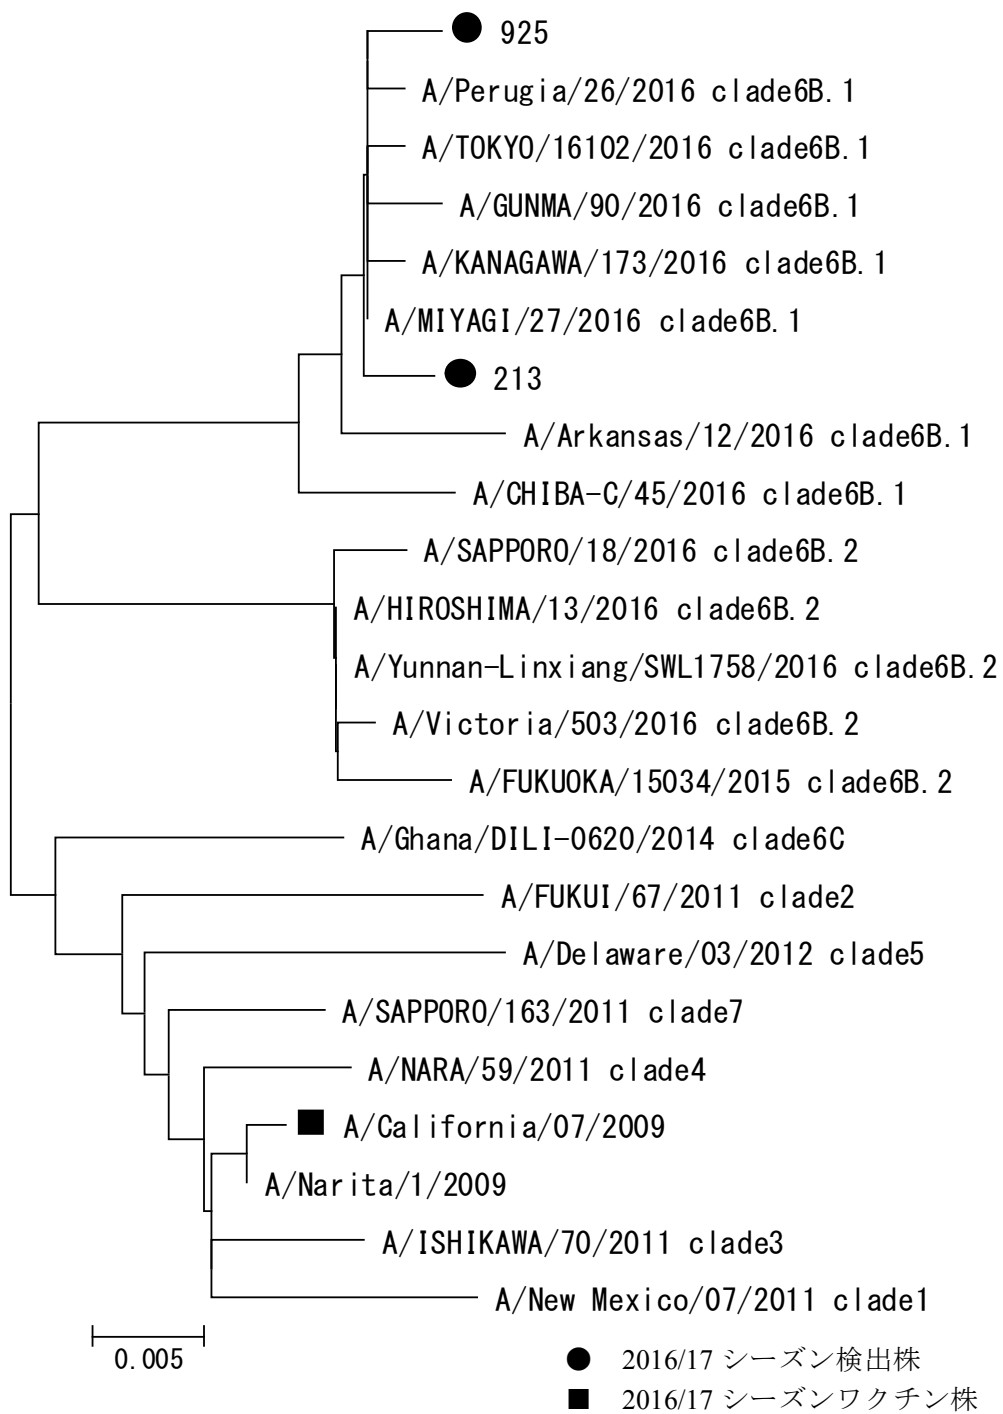 925
A/Perugia/26/2016 clade6B.1
A/TOKYO/16102/2016 clade6B.1
A/GUNMA/90/2016 clade6B.1
A/KANAGAWA/173/2016 clade6B.1
A/MIYAGI/27/2016 clade6B.1
213
A/Arkansas/12/2016 clade6B.1
A/CHIBA-C/45/2016 clade6B.1
A/SAPPORO/18/2016 clade6B.2
A/HIROSHIMA/13/2016 clade6B.2
A/Yunnan-Linxiang/SWL1758/2016 clade6B.2
A/Victoria/503/2016 clade6B.2
A/FUKUOKA/15034/2015 clade6B.2
A/Ghana/DILI-0620/2014 clade6C
A/FUKUI/67/2011 clade2
A/Delaware/03/2012 clade5
A/SAPPORO/163/2011 clade7
A/NARA/59/2011 clade4
A/California/07/2009
A/Narita/1/2009
A/ISHIKAWA/70/2011 clade3
A/New Mexico/07/2011 clade1
0.005
● 2016/17 シーズン検出株
■ 2016/17 シーズンワクチン株